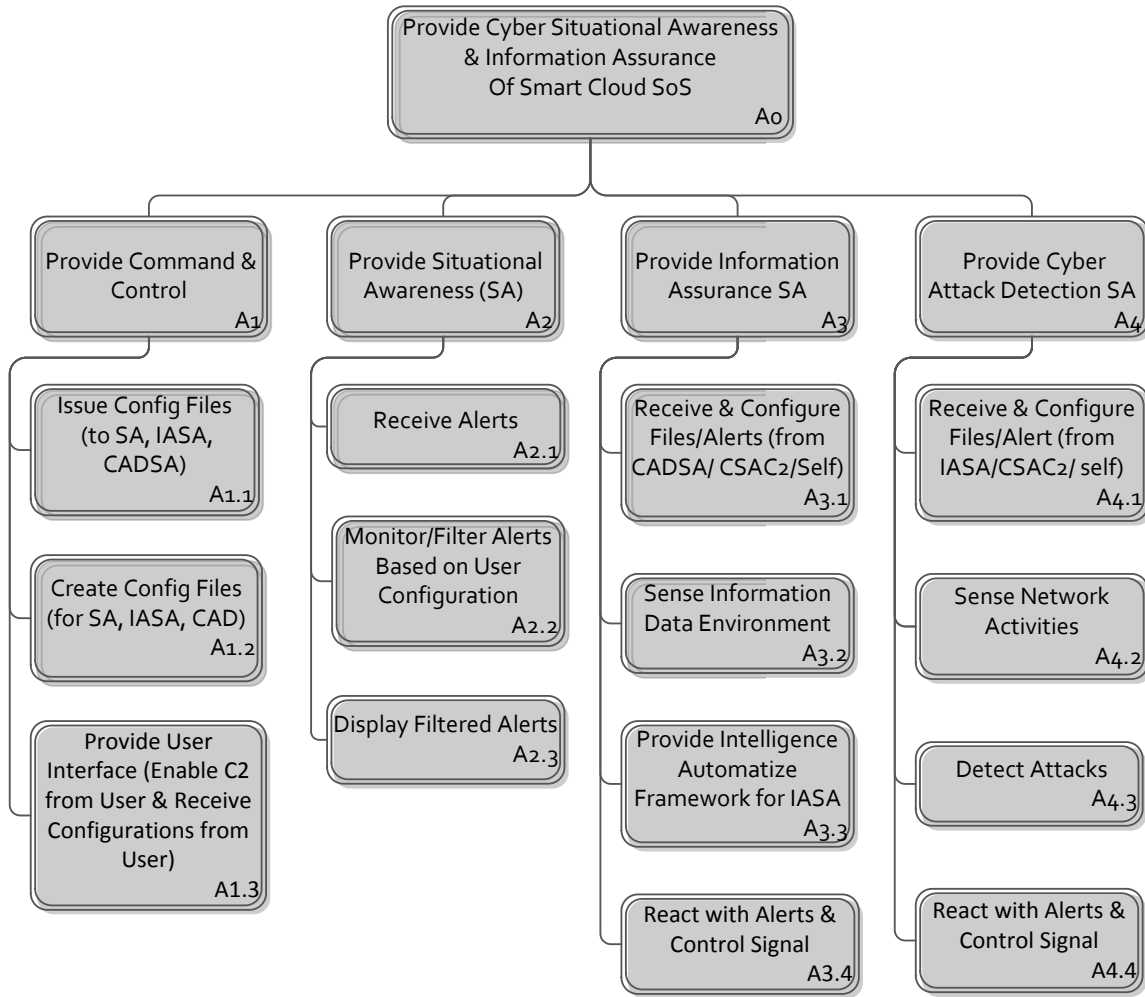 Provide Cyber Situational Awareness
& Information Assurance
Of Smart Cloud SoS
A0
Provide Command &
Control
A1
Provide Situational
Awareness (SA)
A2
Provide Information
Assurance SA
A3
Provide Cyber
Attack Detection SA
A4
Issue Config Files
(to SA, IASA,
CADSA)
A1.1
Create Config Files
(for SA, IASA, CAD)
A1.2
Provide User
Interface (Enable C2
from User & Receive
Configurations from
User)
A1.3
Receive Alerts
A2.1
Monitor/Filter Alerts
Based on User
Configuration
A2.2
Display Filtered Alerts
A2.3
Receive & Configure
Files/Alerts (from
CADSA/ CSAC2/Self)
A3.1
Sense Information
Data Environment
A3.2
Provide Intelligence
Automatize
Framework for IASA
A3.3
React with Alerts &
Control Signal
A3.4
Receive & Configure
Files/Alert (from
IASA/CSAC2/ self)
A4.1
Sense Network
Activities
A4.2
Detect Attacks
A4.3
React with Alerts &
Control Signal
A4.4